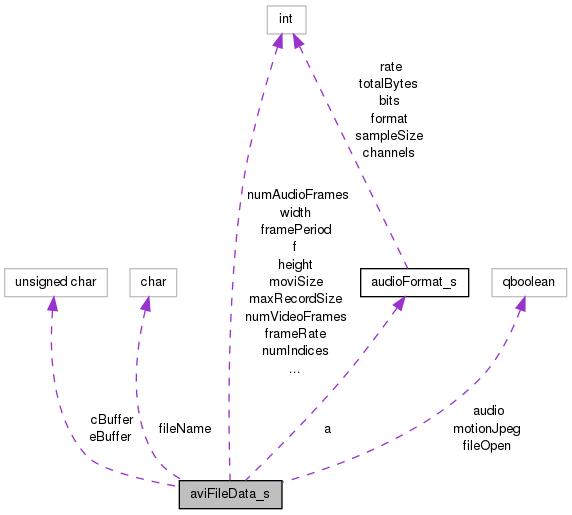 int
rate
totalBytes
bits
format
sampleSize
channels
numAudioFrames
width
framePeriod
f
height
moviSize
maxRecordSize
numVideoFrames
frameRate
numIndices
...
unsigned char
char
audioFormat_s
qboolean
cBuffer
eBuffer
fileName
a
audio
motionJpeg
fileOpen
aviFileData_s